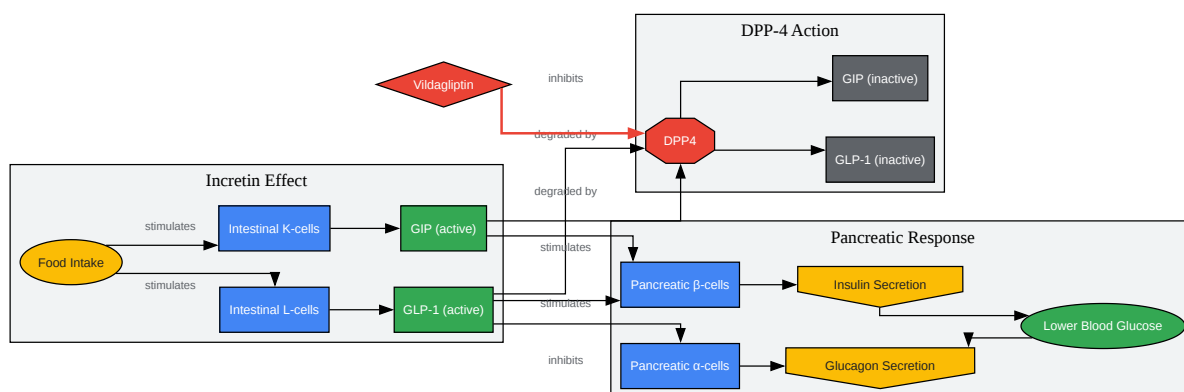 DPP-4 Action
Vildagliptin
inhibits
GIP (inactive)
degraded by
DPP4
GLP-1 (inactive)
Incretin Effect
degraded by
stimulates
Intestinal K-cells
GIP (active)
Pancreatic Response
Food Intake
stimulates
stimulates
Pancreatic β-cells
Insulin Secretion
Intestinal L-cells
GLP-1 (active)
stimulates
Lower Blood Glucose
inhibits
Pancreatic α-cells
Glucagon Secretion